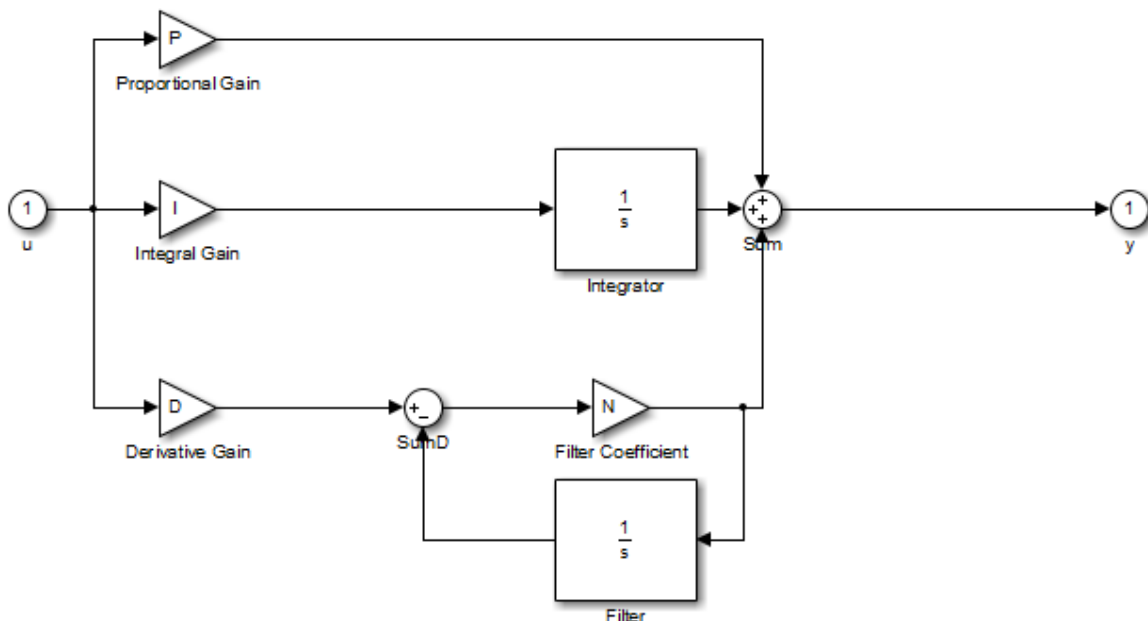 P
Proportional Gain
1
u
I
Integral Gain
1
s
Integrator
+
+
+
Sum
1
y
D
Derivative Gain
+
−
SumD
N
Filter Coefficient
1
s
Filter